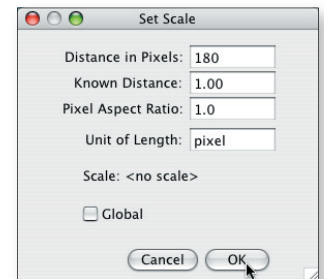 Set Scale
Distance in Pixels: 180
Known Distance: 1.00
Pixel Aspect Ratio: 1.0
Unit of Length: pixel
Scale: <no scale>
Global
Cancel OK